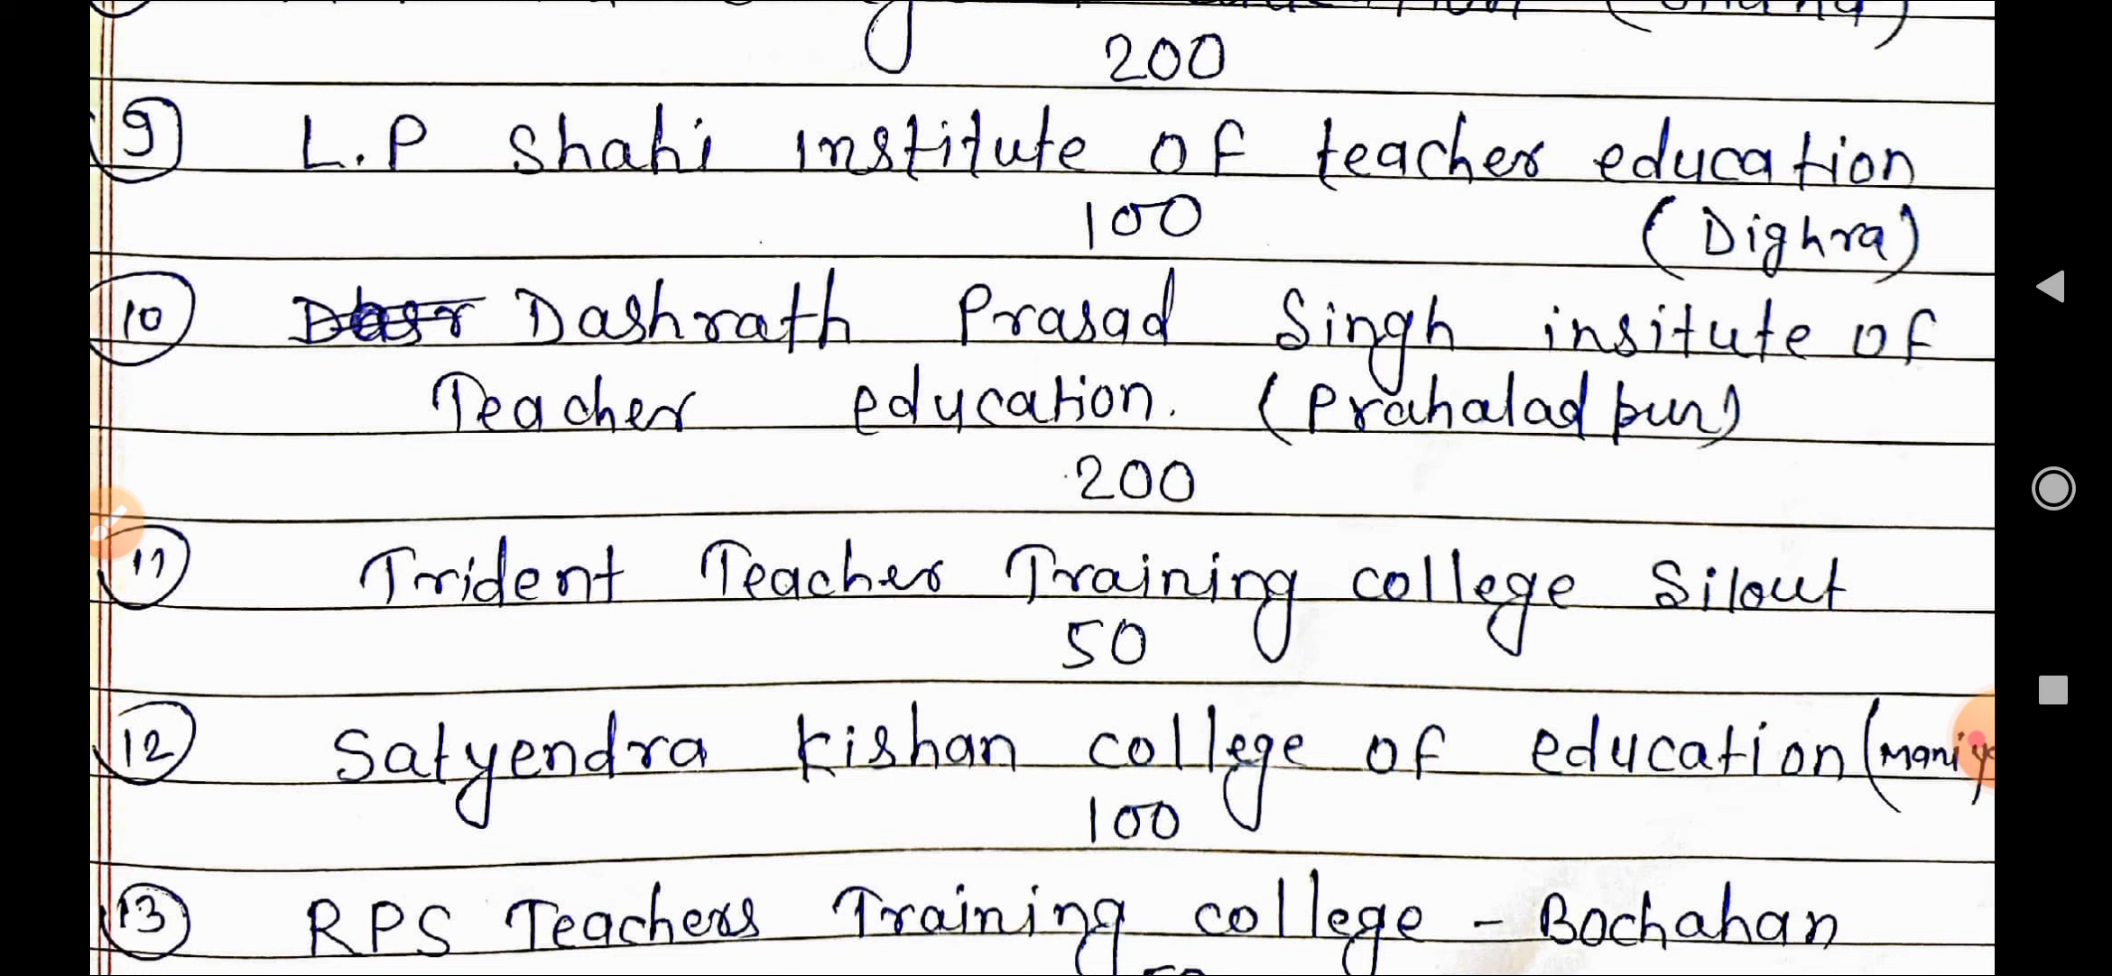 200
9 L.P Shahi institute of teacher education
100 (Dighra)
10 Dashrath Prasad Singh insitute of
Teacher education. (Prahaladpur)
200
11 Trident Teacher Training college Silout
50
12 Satyendra kishan college of education (Mani
100
13 RPS Teachers Training college - Bochahan